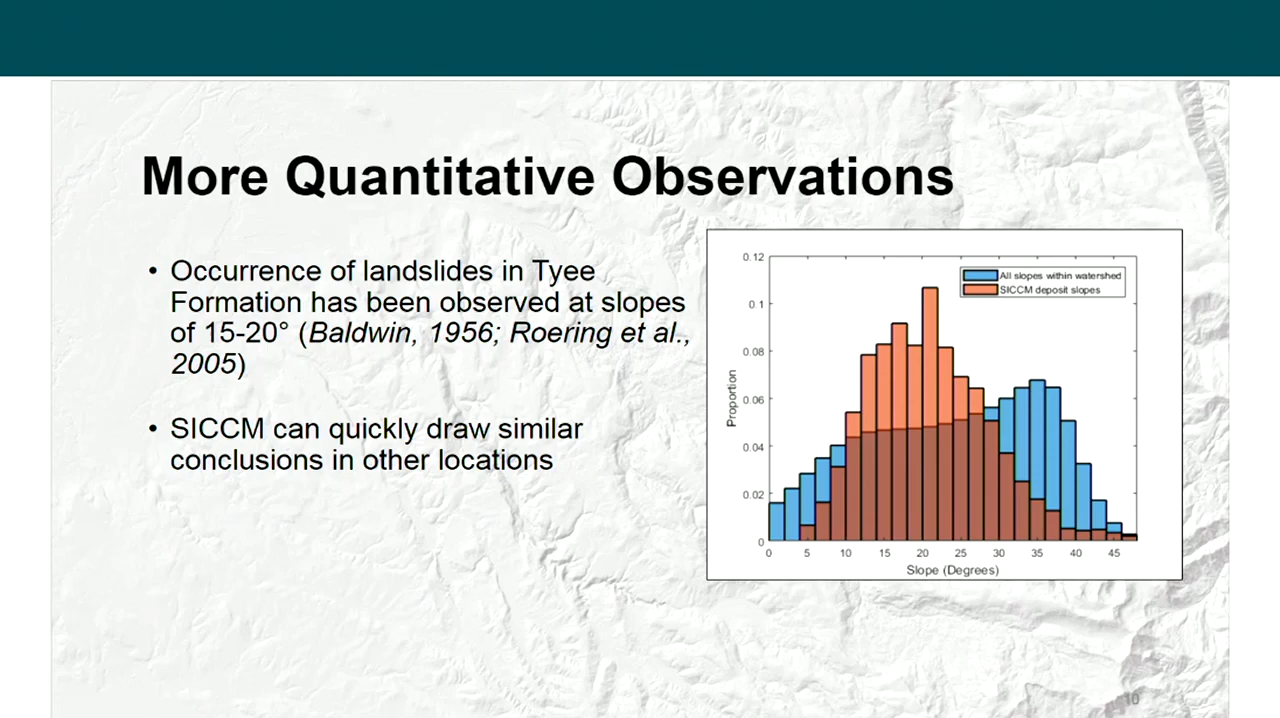 More Quantitative Observations
• Occurrence of landslides in Tyee
Formation has been observed at slopes
of 15-20° (Baldwin, 1956; Roering et al.,
2005)
• SICCM can quickly draw similar
conclusions in other locations
All slopes within watershed
SICCM deposit slopes
0.12
0.1
0.08
0.06
0.04
0.02
0
Proportion
0 5 10 15 20 25 30 35 40 45
Slope (Degrees)
10